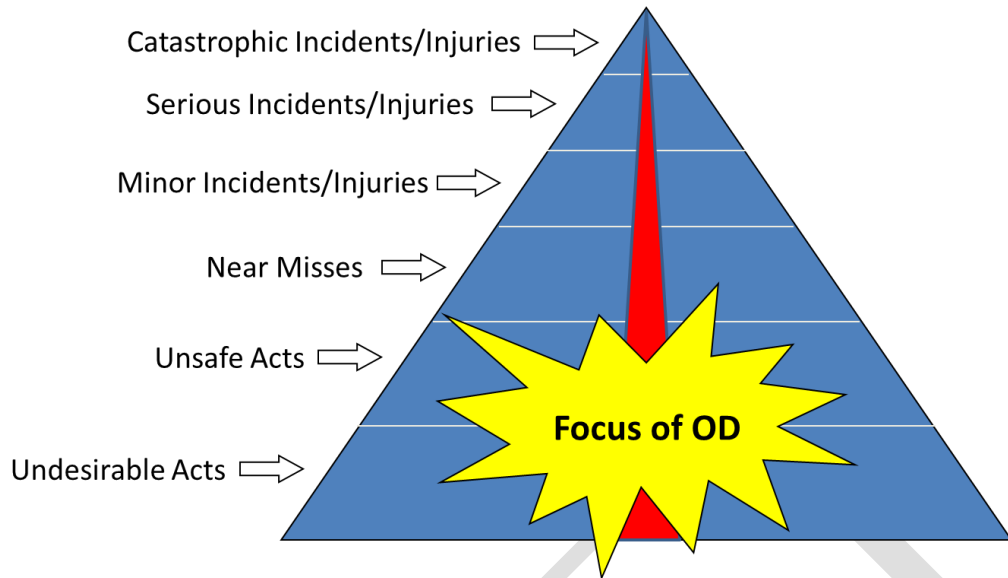 Catastrophic Incidents/Injuries
Serious Incidents/Injuries
Minor Incidents/Injuries
Near Misses
Unsafe Acts
Focus of OD
Undesirable Acts